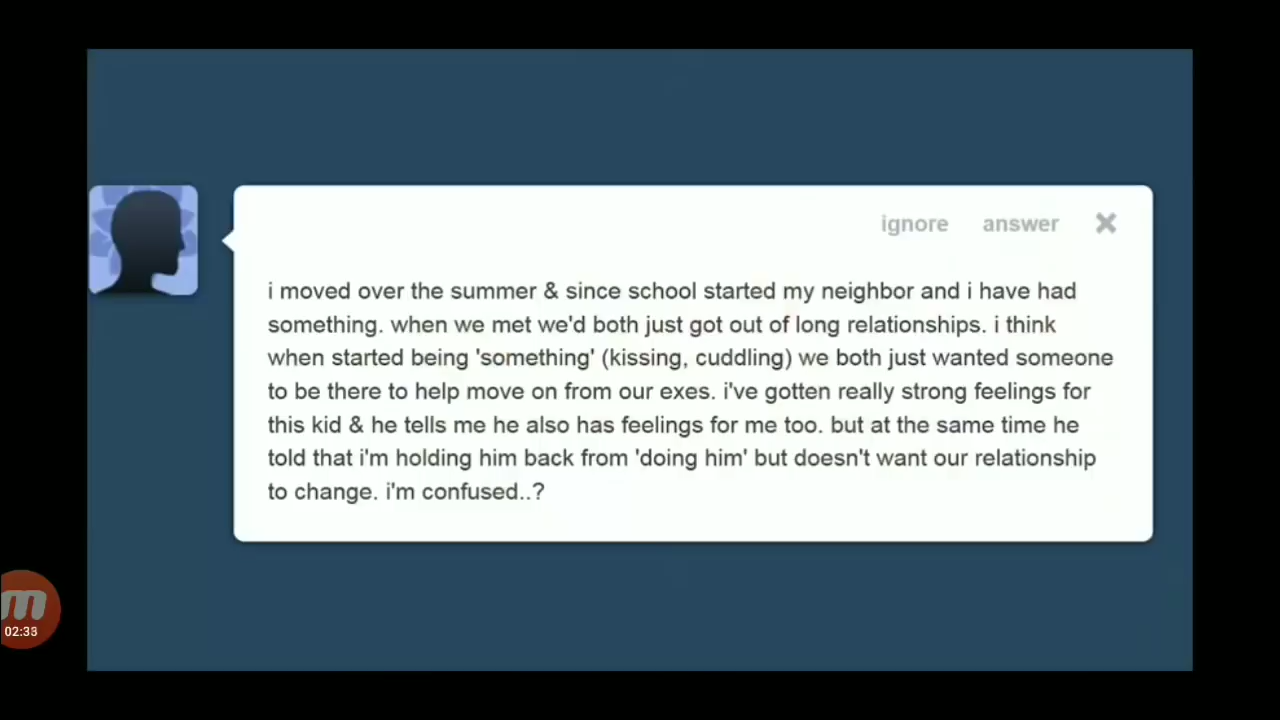 ignore answer
i moved over the summer & since school started my neighbor and i have had
something. when we met we'd both just got out of long relationships. i think
when started being 'something' (kissing, cuddling) we both just wanted someone
to be there to help move on from our exes. i've gotten really strong feelings for
this kid & he tells me he also has feelings for me too. but at the same time he
told that i'm holding him back from 'doing him' but doesn't want our relationship
to change. i'm confused..?
m
02:38